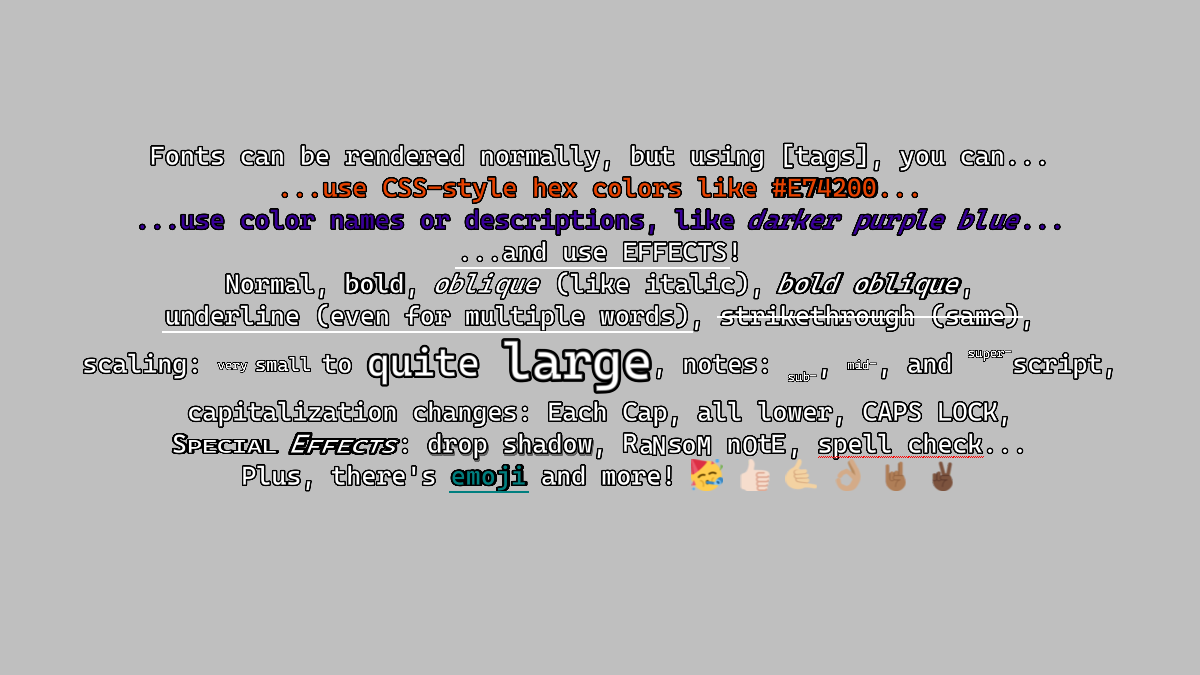 Fonts can be rendered normally, but using [tags], you can...
...use CSS-style hex colors like #E74200...
...use color names or descriptions, like darker purple blue...
...and use EFFECTS!
Normal, bold, oblique (like italic), bold oblique,
underline (even for multiple words), strikethrough (same),
scaling: very small to quite large, notes: sub-, mid-, and super-script,
capitalization changes: Each Cap, all lower, CAPS LOCK,
Special Effects: drop shadow, RaNsoM nOtE, spell check...
Plus, there's emoji and more! 🥳 👍🏻 🤙🏼 👌🏽 🤘🏾 ✌🏿